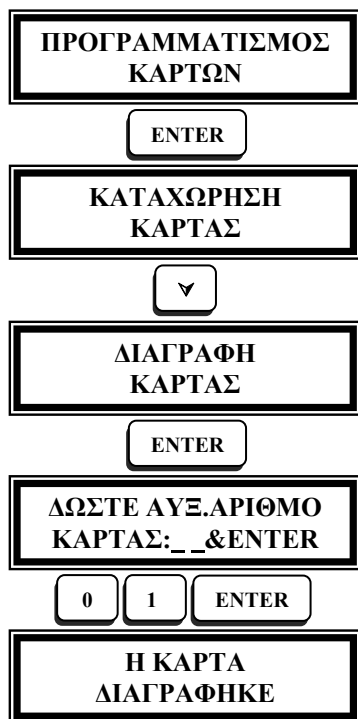 ΠΡΟΓΡΑΜΜΑΤΙΣΜΟΣ
ΚΑΡΤΩΝ
ENTER
ΚΑΤΑΧΩΡΗΣΗ
ΚΑΡΤΑΣ
ΔΙΑΓΡΑΦΗ
ΚΑΡΤΑΣ
ENTER
ΔΩΣΤΕ ΑΥΞ.ΑΡΙΘΜΟ
ΚΑΡΤΑΣ:_ _&ENTER
0 1 ENTER
Η ΚΑΡΤΑ
ΔΙΑΓΡΑΦΗΚΕ